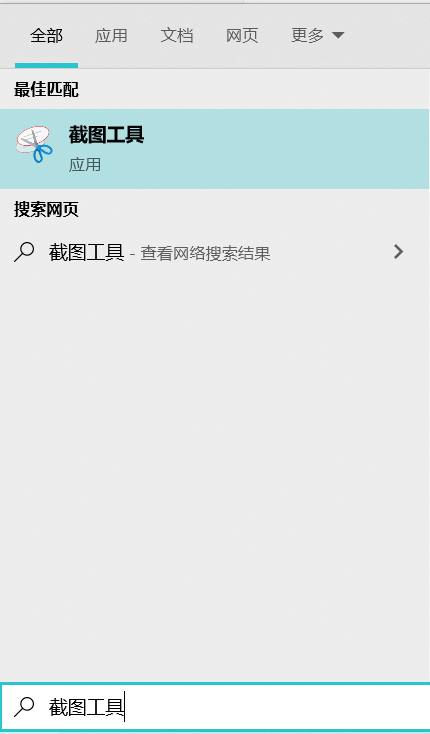 全部 应用 文档 网页 更多
最佳匹配
截图工具
应用
搜索网页
截图工具 - 查看网络搜索结果
截图工具